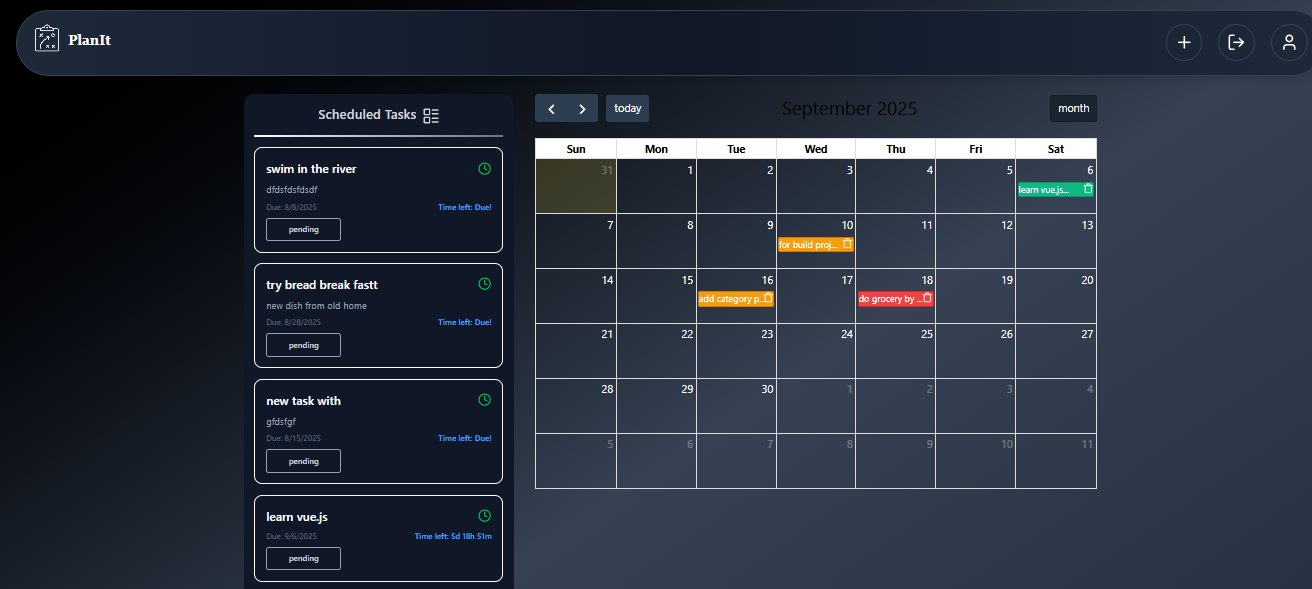 PlanIt
Scheduled Tasks
swim in the river
dfdsfdsfdsdf
Due: 8/8/2025 Time left: Due!
pending
try bread break fastt
new dish from old home
Due: 8/28/2025 Time left: Due!
pending
new task with
gfdsfgf
Due: 8/15/2025 Time left: Due!
pending
learn vue.js
Due: 9/6/2025 Time left: 5d 18h 51m
pending
today
September 2025
month
Sun Mon Tue Wed Thu Fri Sat
31 1 2 3 4 5 6
learn vue.js...
7 8 9 10 11 12 13
for build proj...
14 15 16 17 18 19 20
add category p... do grocery by ...
21 22 23 24 25 26 27
28 29 30 1 2 3 4
5 6 7 8 9 10 11